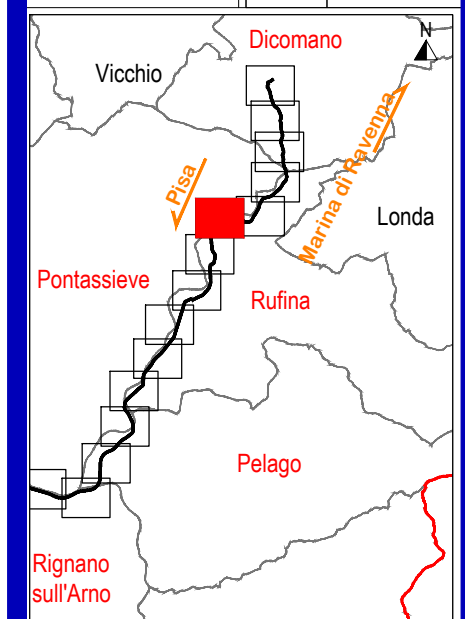 Dicomano
N
Vicchio
Marina di Ravenna
Pisa
Londa
Pontassieve
Rufina
Pelago
Rignano
sull'Arno